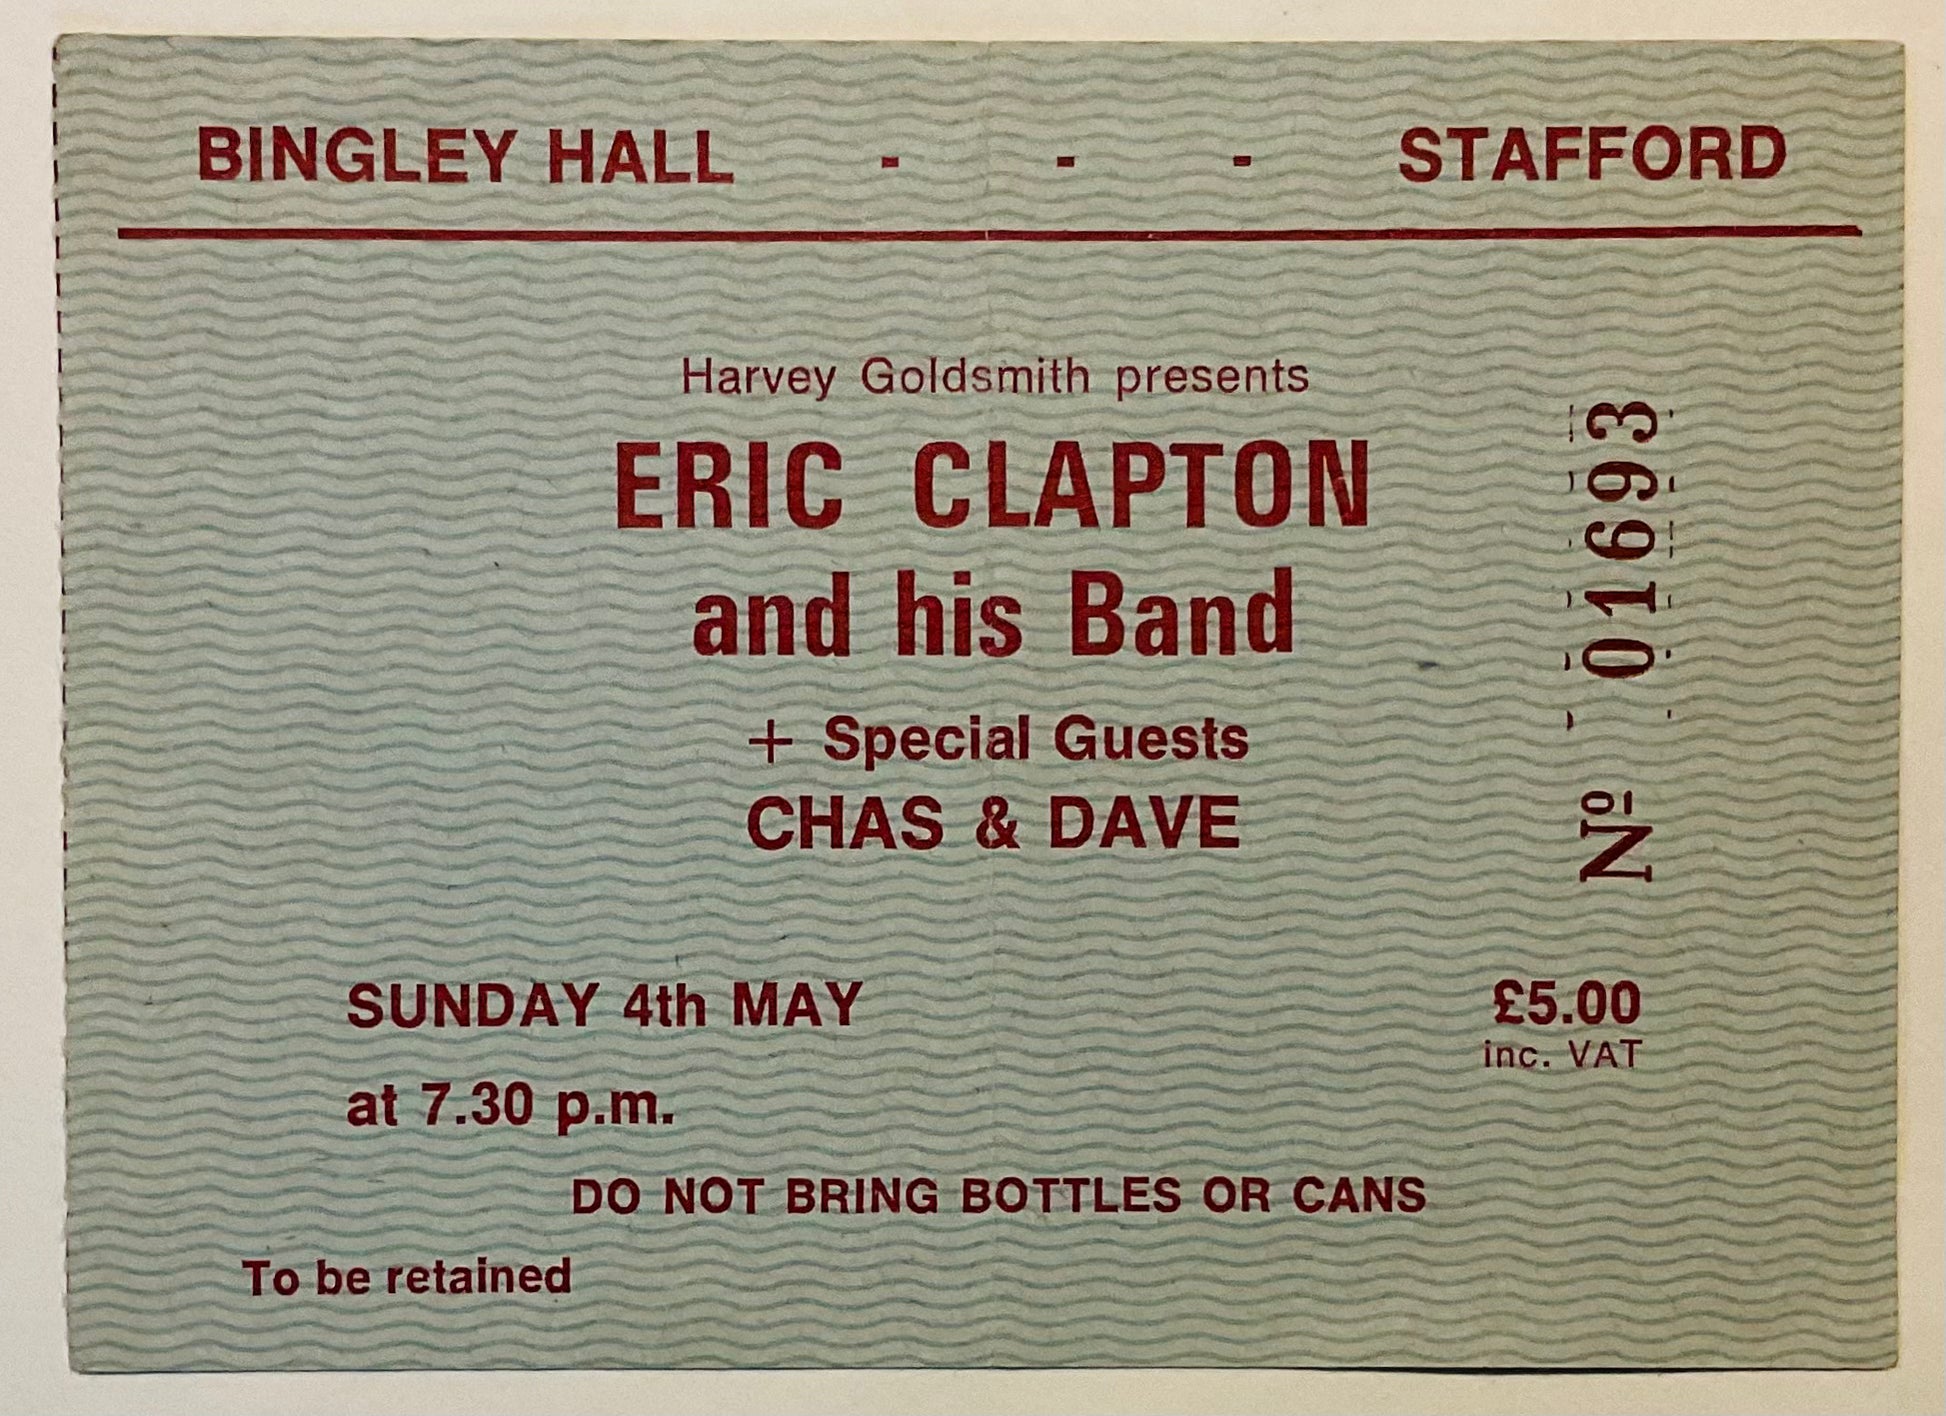 BINGLEY HALL - - - STAFFORD
Harvey Goldsmith presents
ERIC CLAPTON
and his Band
+ Special Guests
CHAS & DAVE
Nº 01693
SUNDAY 4th MAY
£5.00
inc. VAT
at 7.30 p.m.
DO NOT BRING BOTTLES OR CANS
To be retained